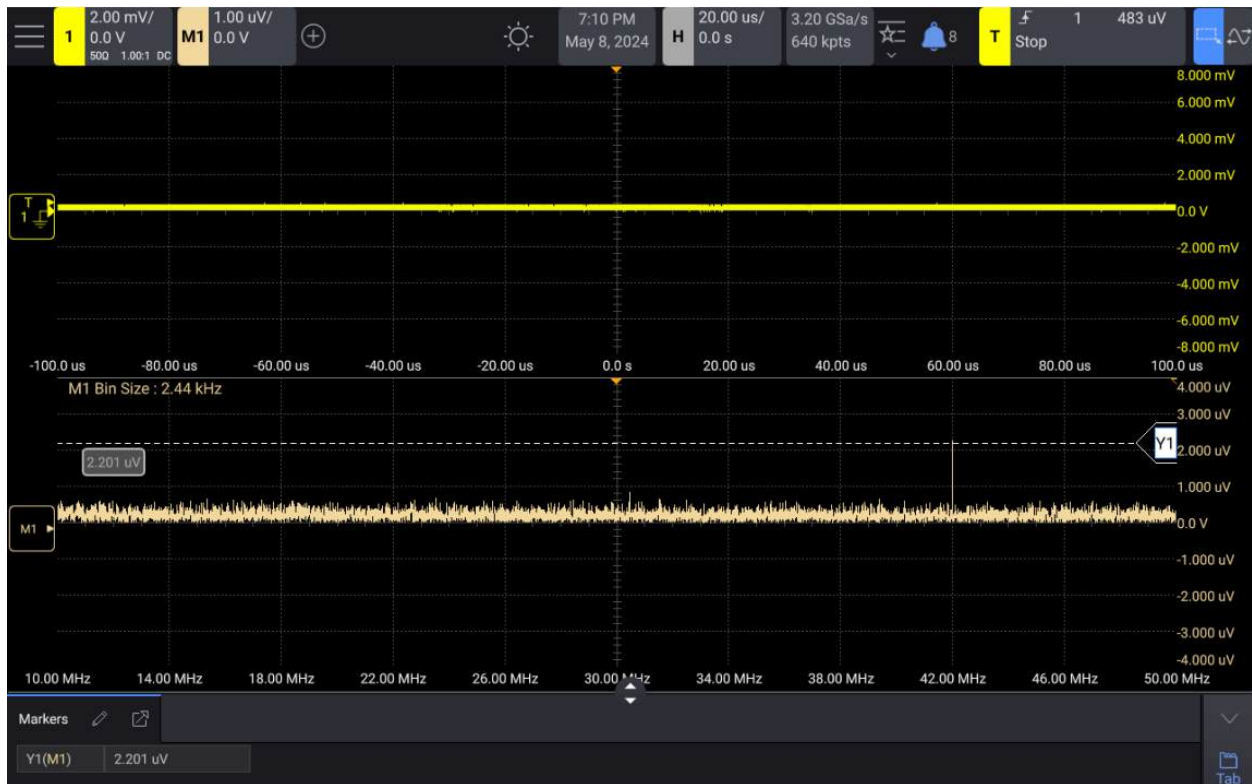 1 2.00 mV/ 0.0 V 50Ω 1.00:1 DC
M1 1.00 uV/ 0.0 V
7:10 PM
May 8, 2024
H 20.00 us/ 0.0 s
3.20 GSa/s
640 kpts
8
T 1 483 uV
Stop
8.000 mV
6.000 mV
4.000 mV
2.000 mV
T
1
0.0 V
-2.000 mV
-4.000 mV
-6.000 mV
-8.000 mV
-100.0 us -80.00 us -60.00 us -40.00 us -20.00 us 0.0 s 20.00 us 40.00 us 60.00 us 80.00 us 100.0 us
M1 Bin Size : 2.44 kHz
4.000 uV
3.000 uV
Y1
2.000 uV
2.201 uV
1.000 uV
M1
0.0 V
-1.000 uV
-2.000 uV
-3.000 uV
-4.000 uV
10.00 MHz 14.00 MHz 18.00 MHz 22.00 MHz 26.00 MHz 30.00 MHz 34.00 MHz 38.00 MHz 42.00 MHz 46.00 MHz 50.00 MHz
Markers
Y1(M1) 2.201 uV
Tab